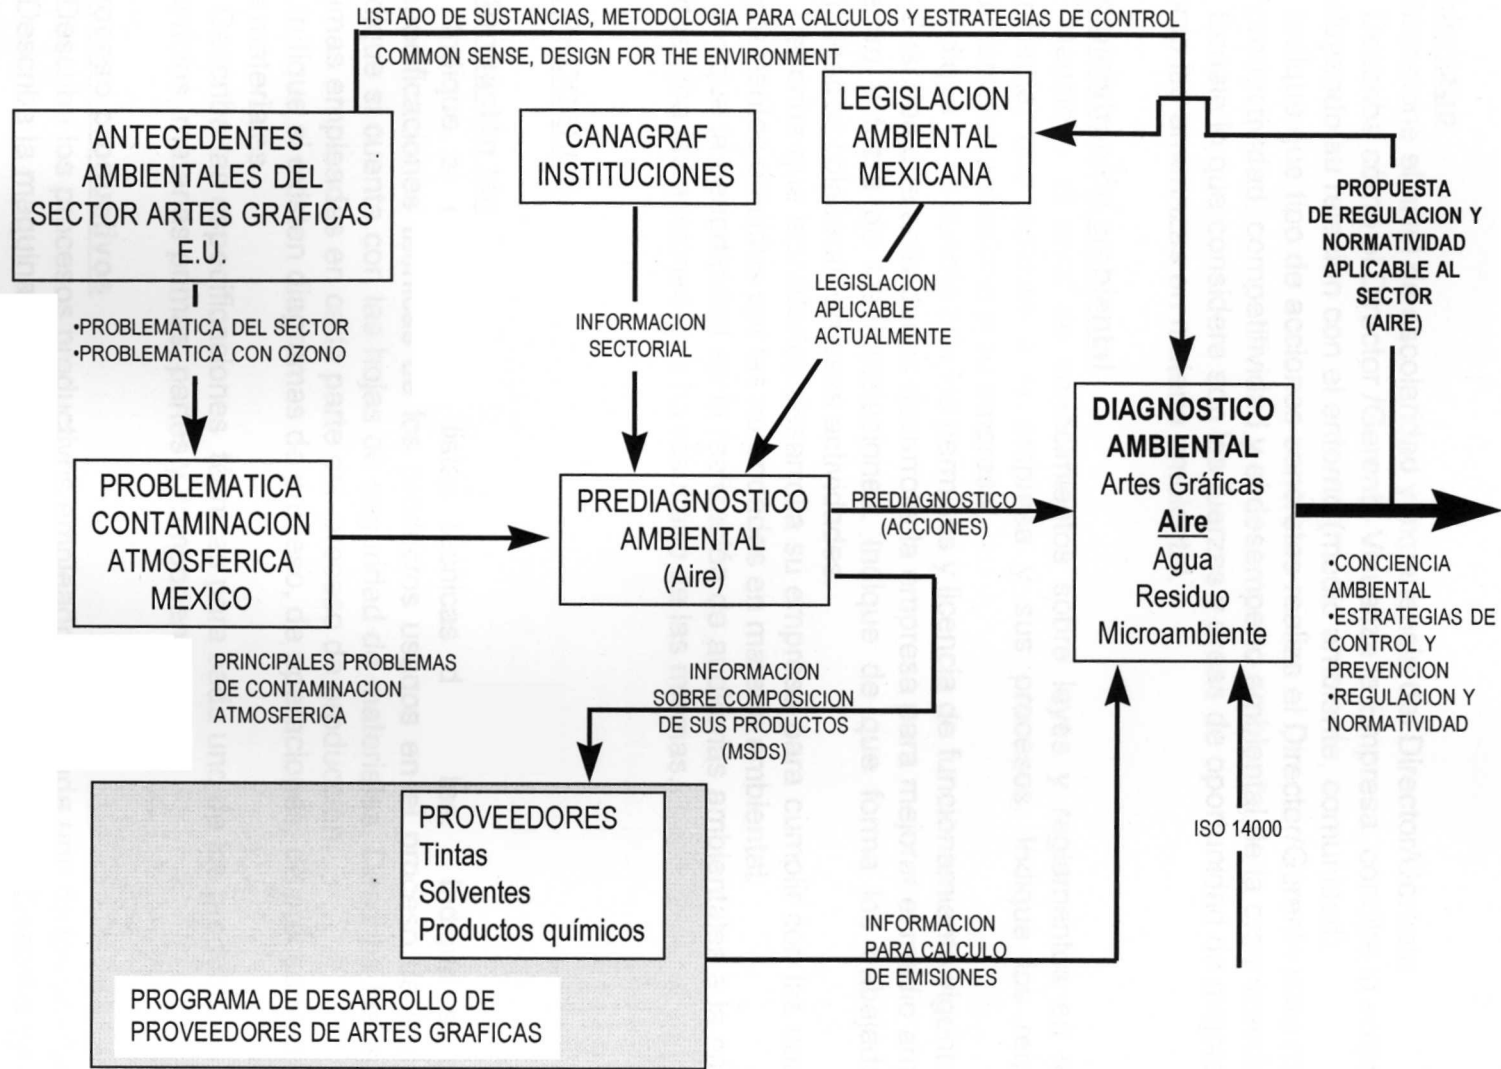 LISTADO DE SUSTANCIAS, METODOLOGIA PARA CALCULOS Y ESTRATEGIAS DE CONTROL
COMMON SENSE, DESIGN FOR THE ENVIRONMENT
ANTECEDENTES
AMBIENTALES DEL
SECTOR ARTES GRAFICAS
E.U.
CANAGRAF
INSTITUCIONES
LEGISLACION
AMBIENTAL
MEXICANA
PROPUESTA
DE REGULACION Y
NORMATIVIDAD
APLICABLE AL
SECTOR
(AIRE)
•PROBLEMATICA DEL SECTOR
•PROBLEMATICA CON OZONO
INFORMACION
SECTORIAL
LEGISLACION
APLICABLE
ACTUALMENTE
PROBLEMATICA
CONTAMINACION
ATMOSFERICA
MEXICO
PREDIAGNOSTICO
AMBIENTAL
(Aire)
PREDIAGNOSTICO
(ACCIONES)
DIAGNOSTICO
AMBIENTAL
Artes Gráficas
Aire
Agua
Residuo
Microambiente
•CONCIENCIA
AMBIENTAL
•ESTRATEGIAS DE
CONTROL Y
PREVENCION
•REGULACION Y
NORMATIVIDAD
PRINCIPALES PROBLEMAS
DE CONTAMINACION
ATMOSFERICA
INFORMACION
SOBRE COMPOSICION
DE SUS PRODUCTOS
(MSDS)
PROVEEDORES
Tintas
Solventes
Productos químicos
ISO 14000
INFORMACION
PARA CALCULO
DE EMISIONES
PROGRAMA DE DESARROLLO DE
PROVEEDORES DE ARTES GRAFICAS